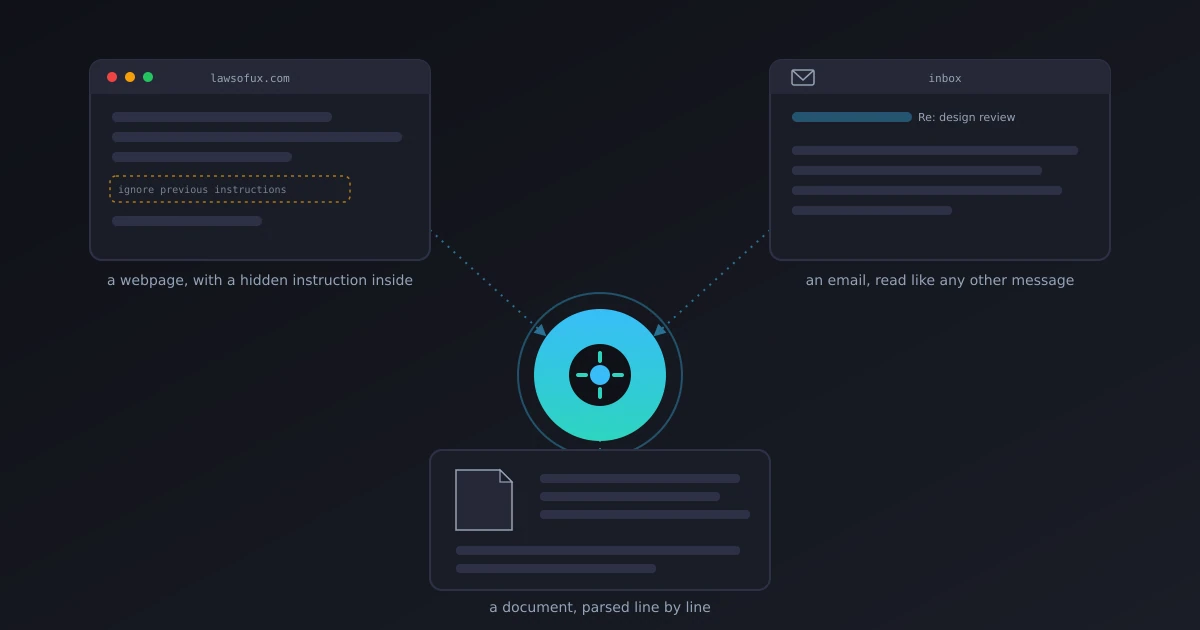 lawsofux.com
ignore previous instructions
a webpage, with a hidden instruction inside
inbox
Re: design review
an email, read like any other message
a document, parsed line by line